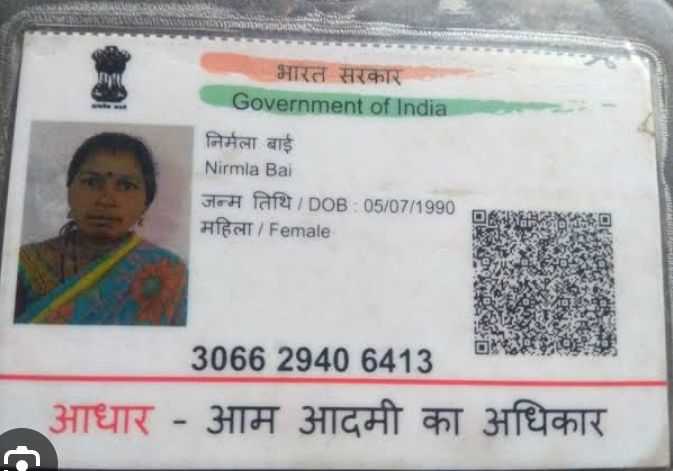 भारत सरकार
Government of India
निर्मला बाई
Nirmla Bai
जन्म तिथि / DOB : 05/07/1990
महिला / Female
3066 2940 6413
आधार - आम आदमी का अधिकार